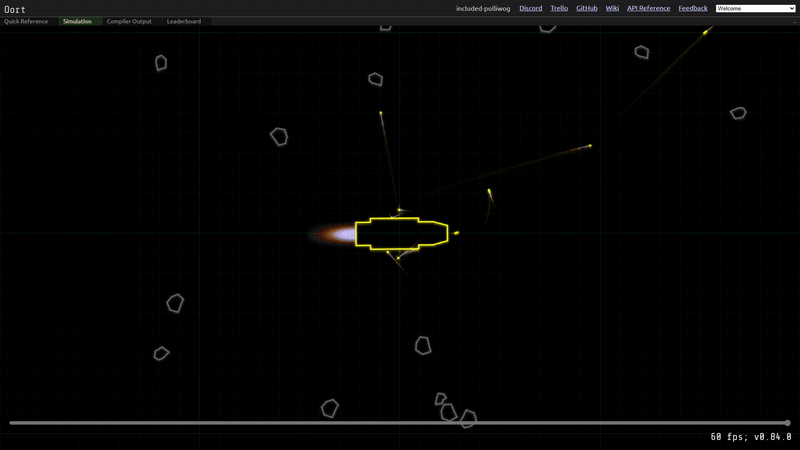 Oort included-polliwog Discord Trello GitHub Wiki API Reference Feedback Welcome
Quick Reference Simulation Compiler Output Leaderboard
60 fps; v0.84.0